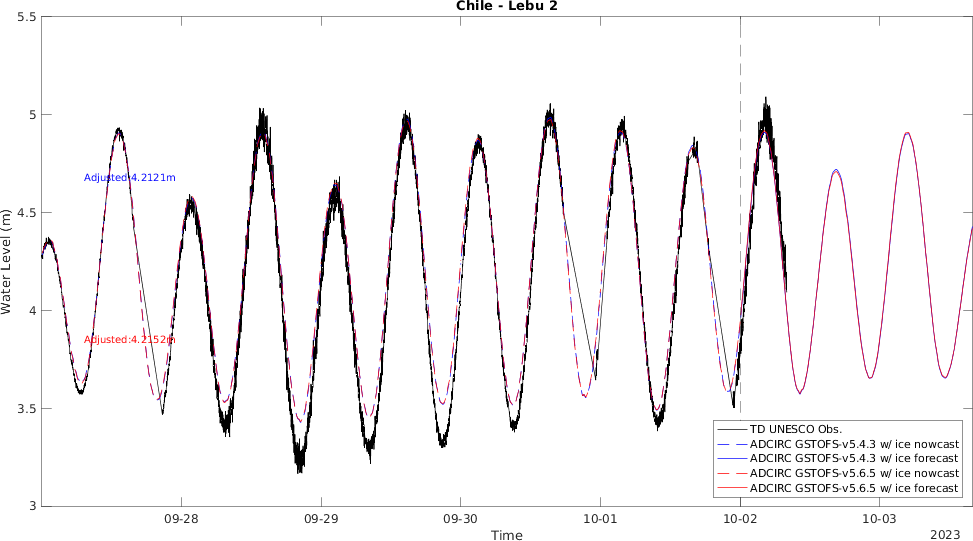 Chile - Lebu 2
5.5
5
4.5
4
3.5
3
Water Level (m)
Adjusted:4.2121m
Adjusted:4.2152m
TD UNESCO Obs.
ADCIRC GSTOFS-v5.4.3 w/ ice nowcast
ADCIRC GSTOFS-v5.4.3 w/ ice forecast
ADCIRC GSTOFS-v5.6.5 w/ ice nowcast
ADCIRC GSTOFS-v5.6.5 w/ ice forecast
09-28 09-29 09-30 10-01 10-02 10-03
Time
2023